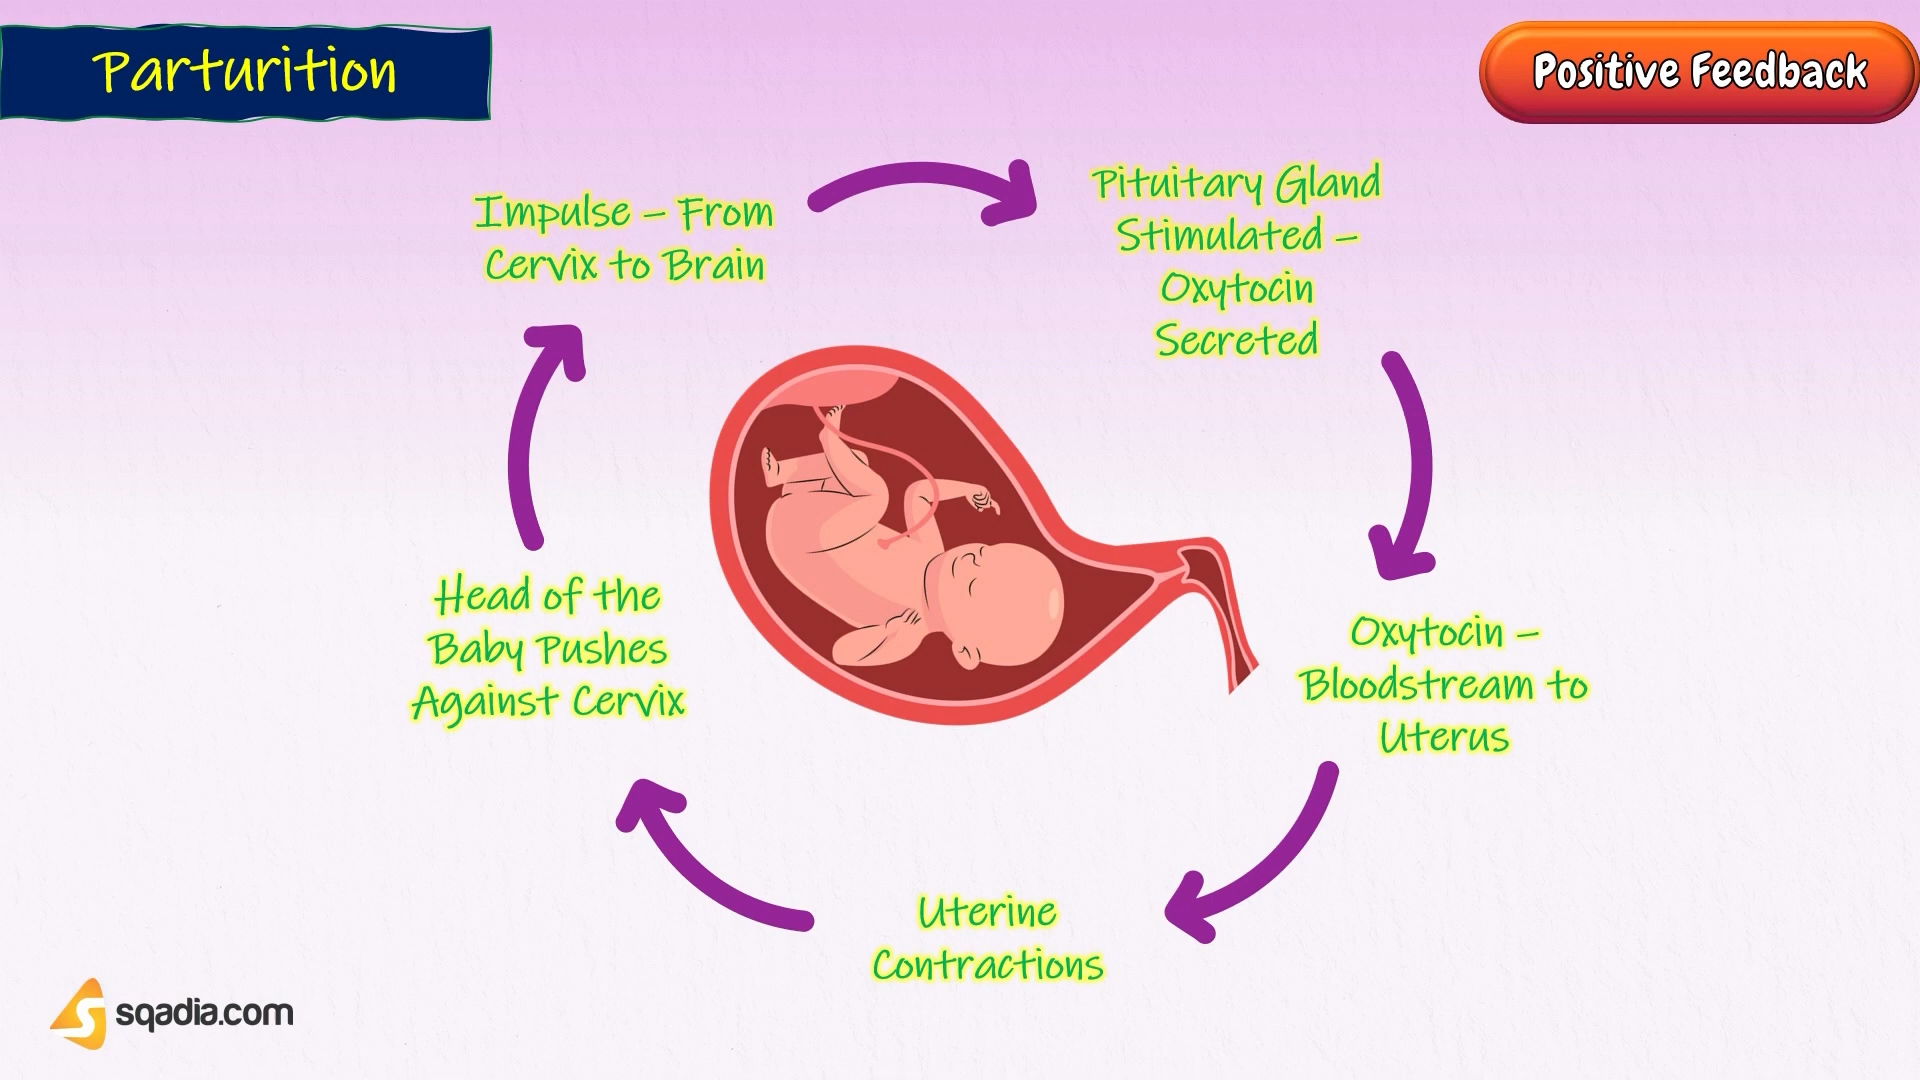 Parturition
Positive Feedback
Impulse – From
Cervix to Brain
Pituitary Gland
Stimulated –
Oxytocin
Secreted
Oxytocin –
Bloodstream to
Uterus
Uterine
Contractions
Head of the
Baby Pushes
Against Cervix
sqadia.com